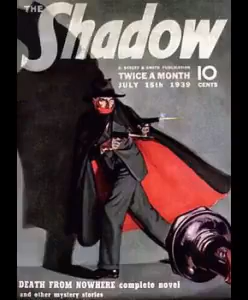 THE
Shadow
A STREET & SMITH PUBLICATION
TWICE A MONTH
JULY 15th 1939
10
CENTS
DEATH FROM NOWHERE complete novel
and other mystery stories